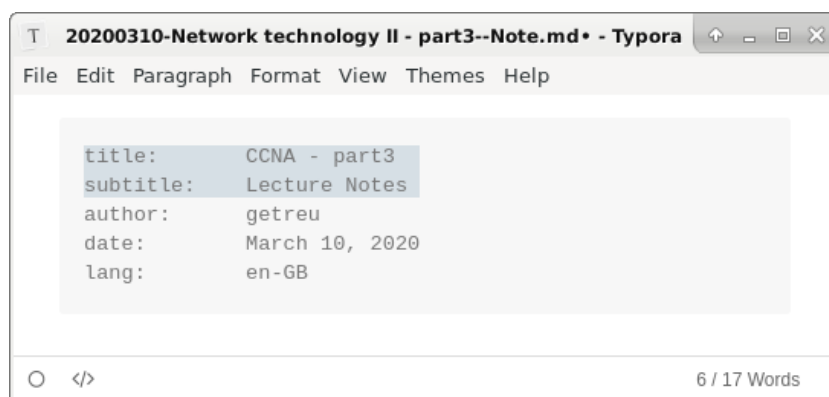 T 20200310-Network technology II - part3--Note.md• - Typora
File Edit Paragraph Format View Themes Help
title: CCNA - part3
subtitle: Lecture Notes
author: getreu
date: March 10, 2020
lang: en-GB
</> 6 / 17 Words